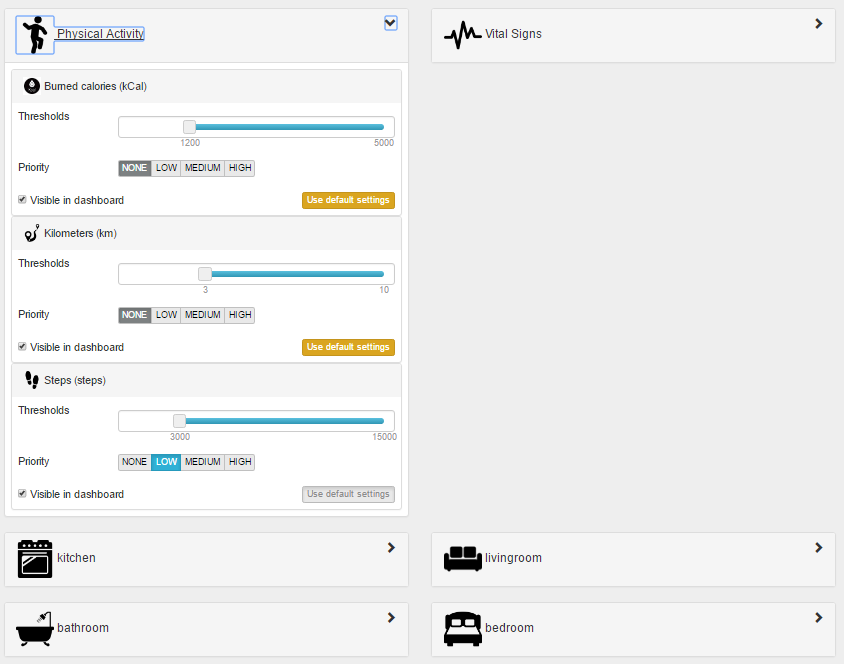 Physical Activity
Vital Signs
Burned calories (kCal)
Thresholds
1200 5000
Priority NONE LOW MEDIUM HIGH
Visible in dashboard Use default settings
Kilometers (km)
Thresholds
3 10
Priority NONE LOW MEDIUM HIGH
Visible in dashboard Use default settings
Steps (steps)
Thresholds
3000 15000
Priority NONE LOW MEDIUM HIGH
Visible in dashboard Use default settings
kitchen
livingroom
bathroom
bedroom